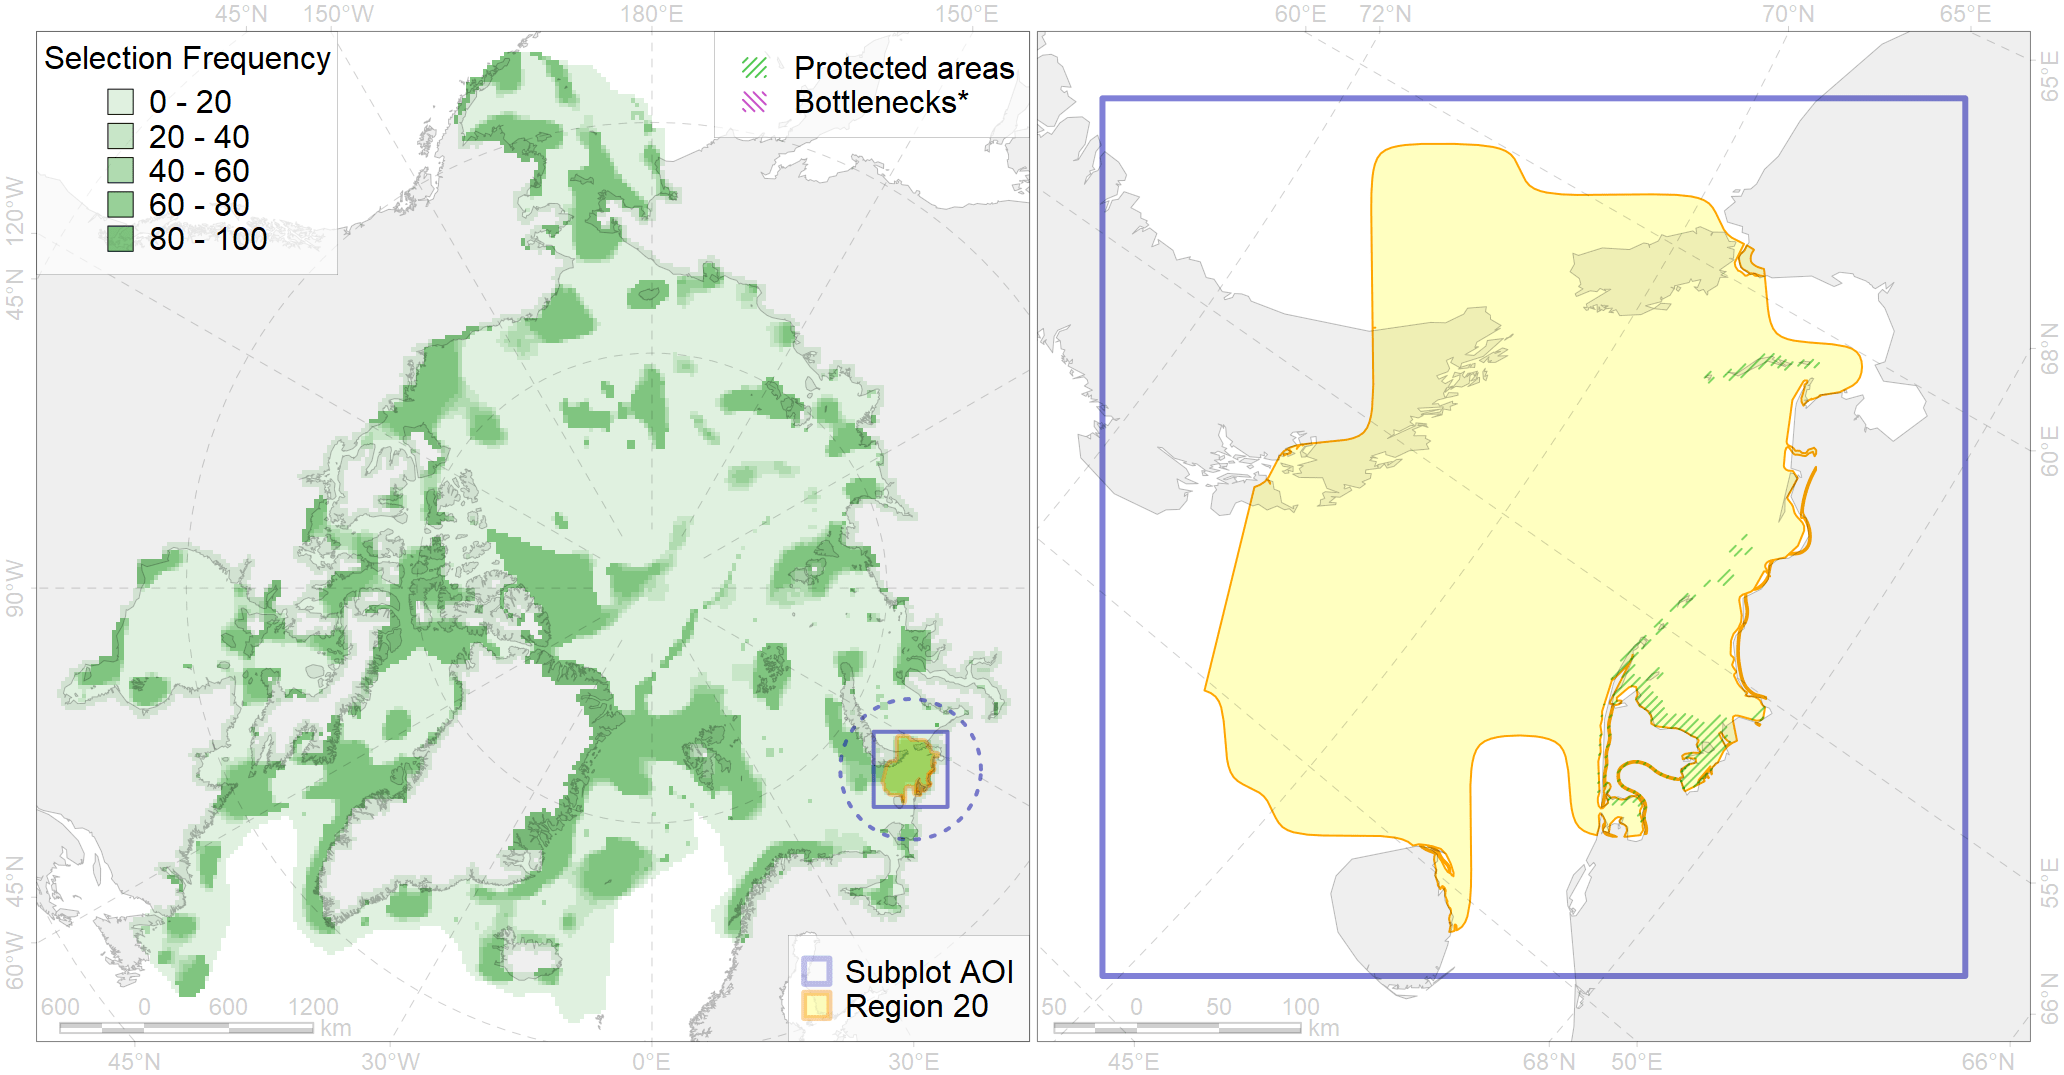 45°N 150°W 180°E 150°E 60°E 72°N 70°N 65°E
Selection Frequency
0 - 20
20 - 40
40 - 60
60 - 80
80 - 100
Protected areas
Bottlenecks*
120°W
45°N
90°W
45°N
60°W
65°E
68°N
60°E
55°E
66°N
Subplot AOI
Region 20
600 0 600 1200
km
50 0 50 100
km
45°N 30°W 0°E 30°E 45°E 68°N 50°E 66°N